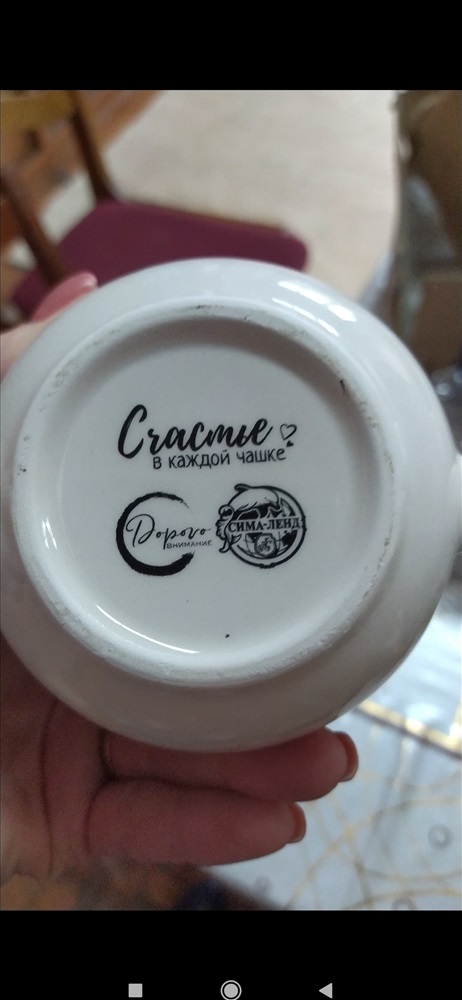 Счастье
в каждой чашке
Дорого
внимание
СИМА-ЛЕНД